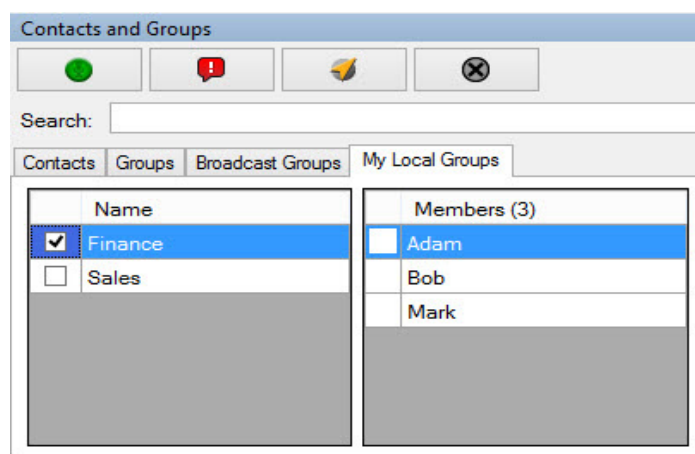 Contacts and Groups
Search:
Contacts Groups Broadcast Groups My Local Groups
Name
Finance
Sales
Members (3)
Adam
Bob
Mark